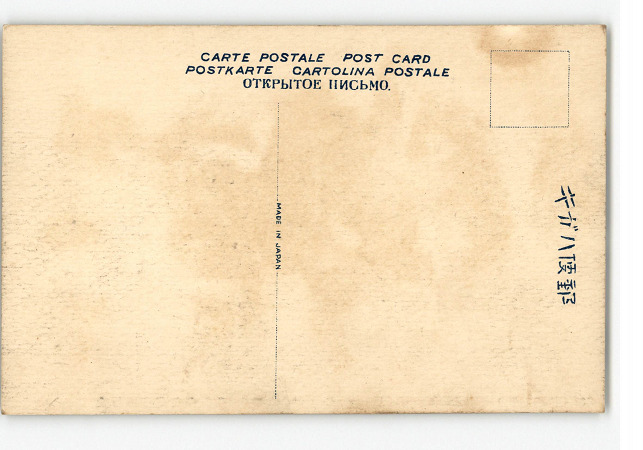 CARTE POSTALE POST CARD
POSTKARTE CARTOLINA POSTALE
ОТКРЫТОЕ ПИСЬМО.
MADE IN JAPAN
郵便ハガキ